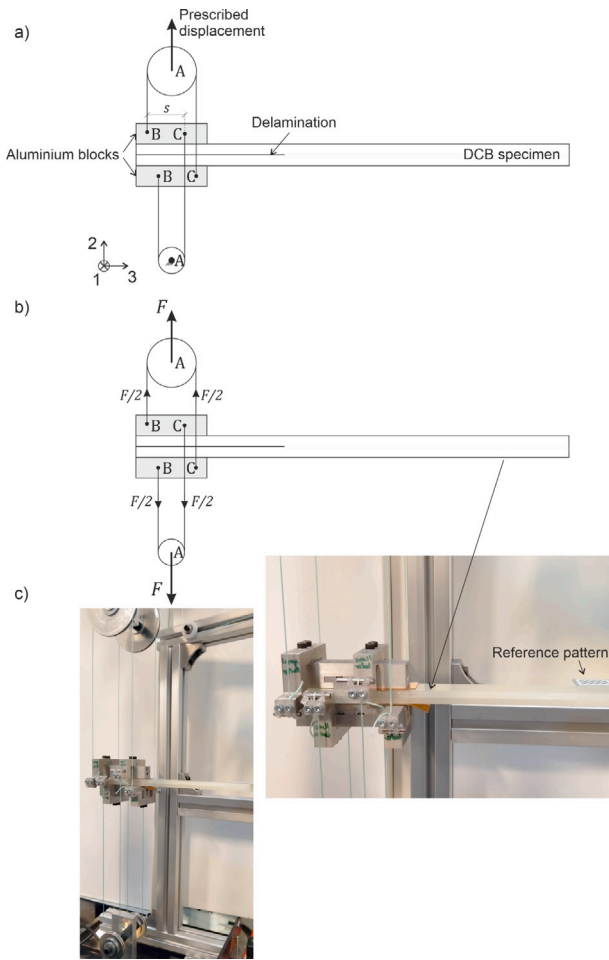 a)
Prescribed
displacement
A
s
B
C
Delamination
Aluminium blocks
DCB specimen
B
C
A
2
1
3
b)
F
A
F/2
F/2
B
C
B
C
F/2
F/2
A
F
c)
Reference pattern